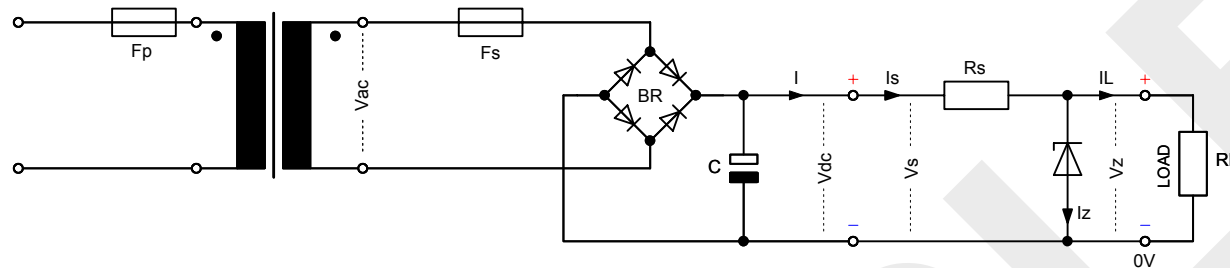 Fp
Vac
Fs
BR
C
I
+
Vdc
−
Is
Vs
Rs
Iz
IL
Vz
+
−
0V
LOAD